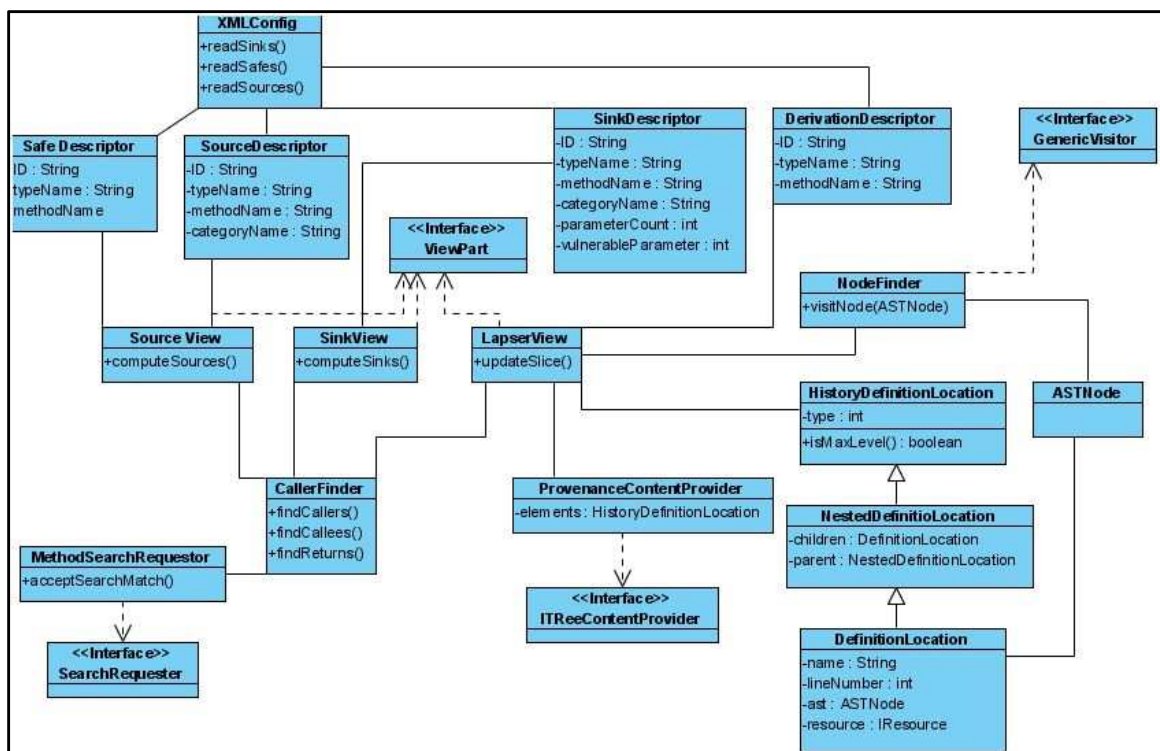 XMLConfig
+readSinks()
+readSafes()
+readSources()
Safe Descriptor
ID : String
typeName : String
methodName
SourceDescriptor
-ID : String
-typeName : String
-methodName : String
-categoryName : String
SinkDescriptor
-ID : String
-typeName : String
-methodName : String
-categoryName : String
-parameterCount : int
-vulnerableParameter : int
DerivationDescriptor
-ID : String
-typeName : String
-methodName : String
<<Interface>>
GenericVisitor
<<Interface>>
ViewPart
NodeFinder
+visitNode(ASTNode)
Source View
+computeSources()
SinkView
+computeSinks()
LapserView
+updateSlice()
HistoryDefinitionLocation
-type : int
+isMaxLevel() : boolean
ASTNode
CallerFinder
+findCallers()
+findCallees()
+findReturns()
ProvenanceContentProvider
-elements : HistoryDefinitionLocation
NestedDefinitioLocation
-children : DefinitionLocation
-parent : NestedDefinitionLocation
MethodSearchRequestor
+acceptSearchMatch()
<<Interface>>
ITReeContentProvider
<<Interface>>
SearchRequester
DefinitionLocation
-name : String
-lineNumber : int
-ast : ASTNode
-resource : IResource